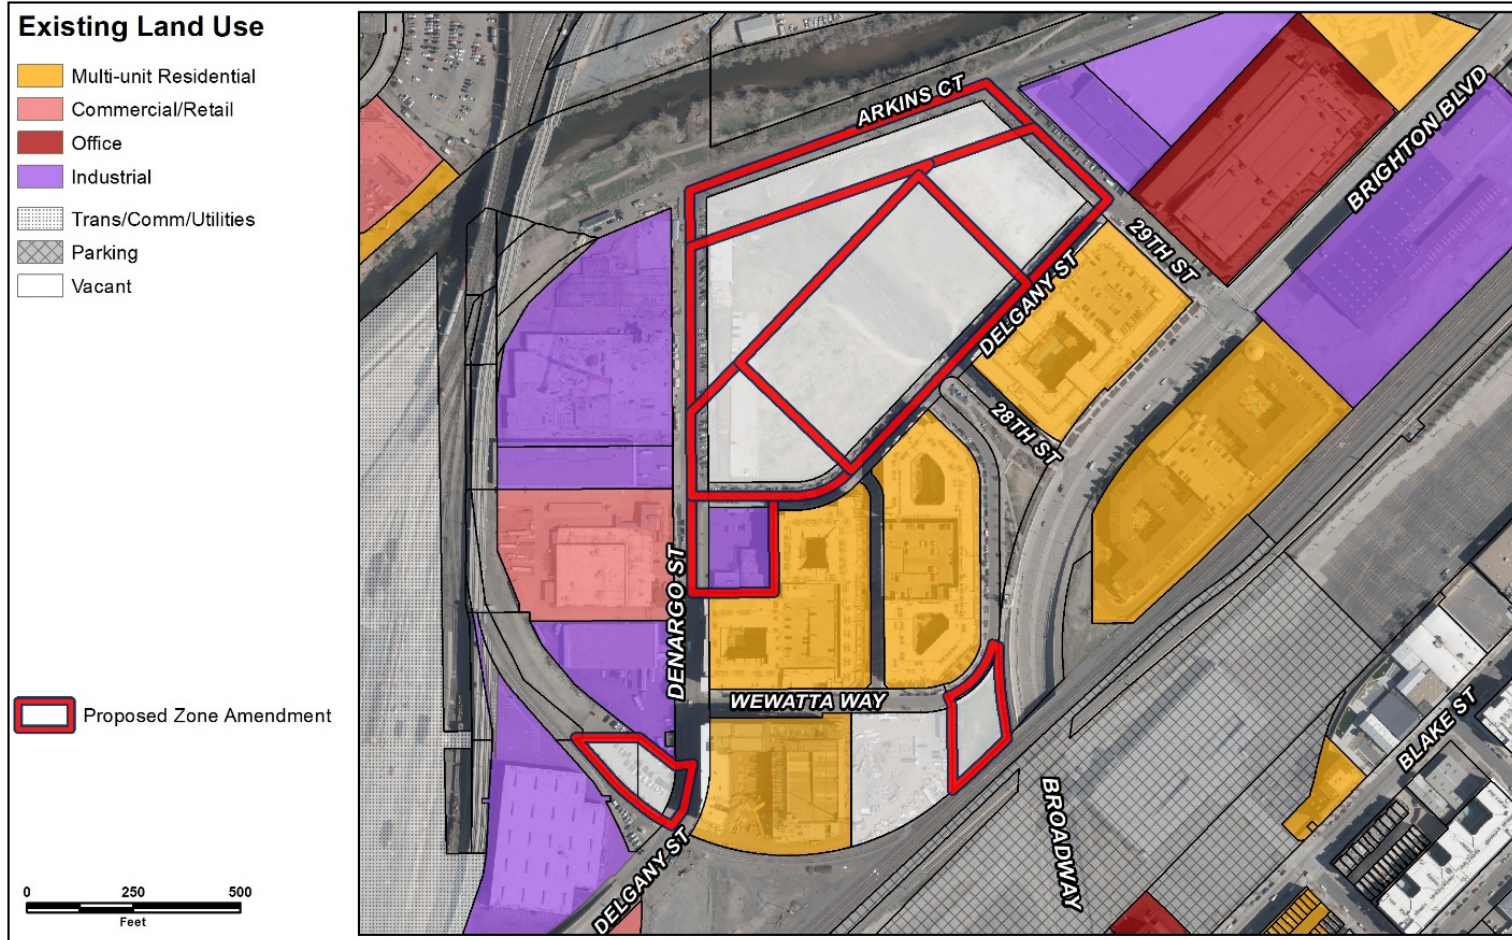 Existing Land Use
Multi-unit Residential
Commercial/Retail
Office
Industrial
Trans/Comm/Utilities
Parking
Vacant
Proposed Zone Amendment
0 250 500
Feet
ARKINS CT
BRIGHTON BLVD
29TH ST
DELGANY ST
28TH ST
DENARGO ST
WEWATTA WAY
BLAKE ST
BROADWAY
DELGANY ST